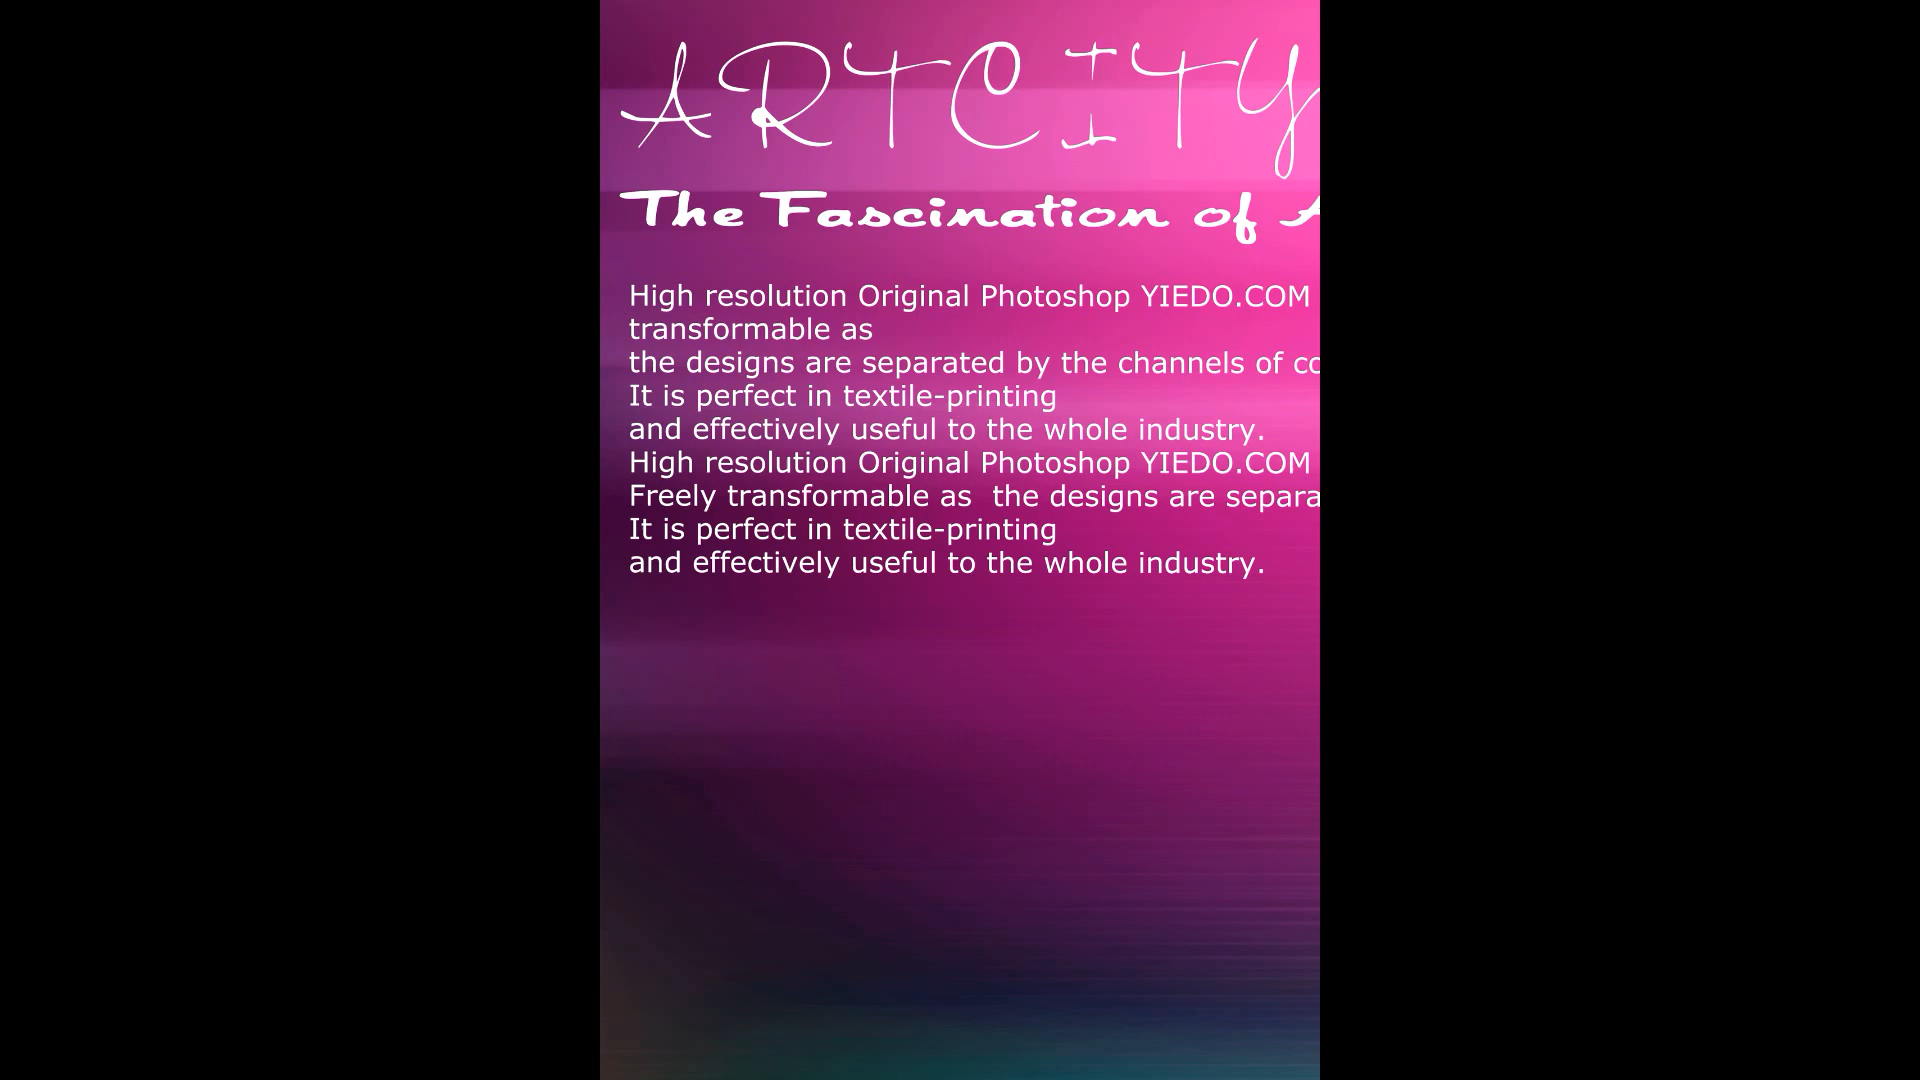 ARTCITY
The Fascination of
High resolution Original Photoshop YIEDO.COM
transformable as
the designs are separated by the channels of
It is perfect in textile-printing
and effectively useful to the whole industry.
High resolution Original Photoshop YIEDO.COM
Freely transformable as  the designs are
It is perfect in textile-printing
and effectively useful to the whole industry.